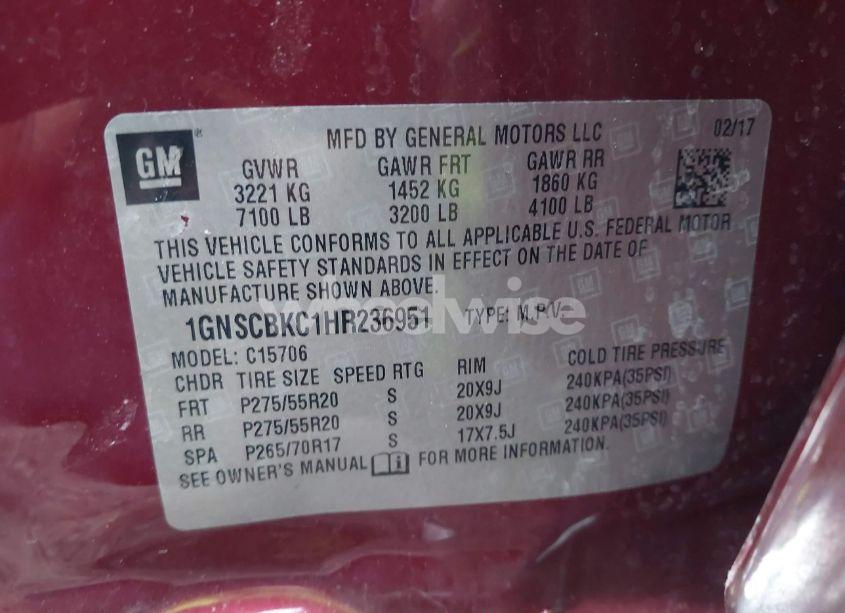 GM
MFD BY GENERAL MOTORS LLC 02/17
GVWR GAWR FRT GAWR RR
3221 KG 1452 KG 1860 KG
7100 LB 3200 LB 4100 LB
THIS VEHICLE CONFORMS TO ALL APPLICABLE U.S. FEDERAL MOTOR
VEHICLE SAFETY STANDARDS IN EFFECT ON THE DATE OF
MANUFACTURE SHOWN ABOVE.
1GNSCBKC1HR236951 TYPE: M.P.V.
wheelwise
MODEL: C15706
CHDR TIRE SIZE SPEED RTG RIM COLD TIRE PRESSURE
FRT P275/55R20 S 20X9J 240KPA(35PSI)
RR P275/55R20 S 20X9J 240KPA(35PSI)
SPA P265/70R17 S 17X7.5J 240KPA(35PSI)
SEE OWNER'S MANUAL FOR MORE INFORMATION.